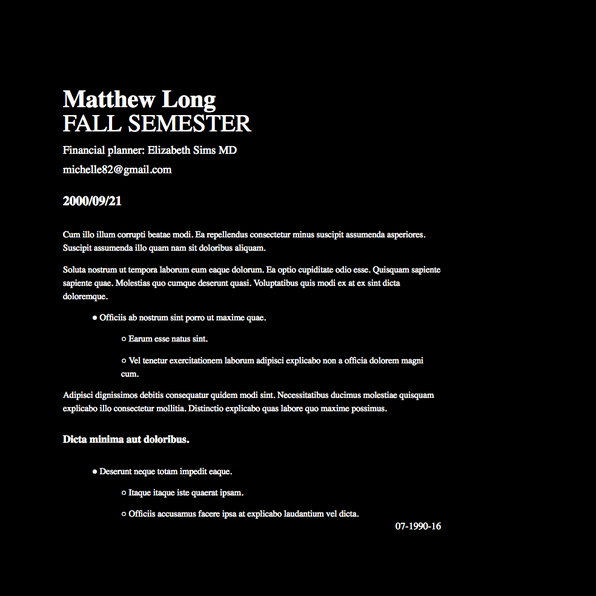 Matthew Long
FALL SEMESTER
Financial planner: Elizabeth Sims MD
michelle82@gmail.com
2000/09/21
Cum illo illum corrupti beatae modi. Ea repellendus consectetur minus suscipit assumenda asperiores.
Suscipit assumenda illo quam nam sit doloribus aliquam.
Soluta nostrum ut tempora laborum eum eaque dolorum. Ea optio cupiditate odio esse. Quisquam sapiente
sapiente quae. Molestias quo cumque deserunt quasi. Voluptatibus quis modi ex at ex sint dicta
doloremque.
● Officiis ab nostrum sint porro ut maxime quae.
○ Earum esse natus sint.
○ Vel tenetur exercitationem laborum adipisci explicabo non a officia dolorem magni
cum.
Adipisci dignissimos debitis consequatur quidem modi sint. Necessitatibus ducimus molestiae quisquam
explicabo illo consectetur mollitia. Distinctio explicabo quas labore quo maxime possimus.
Dicta minima aut doloribus.
● Deserunt neque totam impedit eaque.
○ Itaque itaque iste quaerat ipsam.
○ Officiis accusamus facere ipsa at explicabo laudantium vel dicta.
07-1990-16